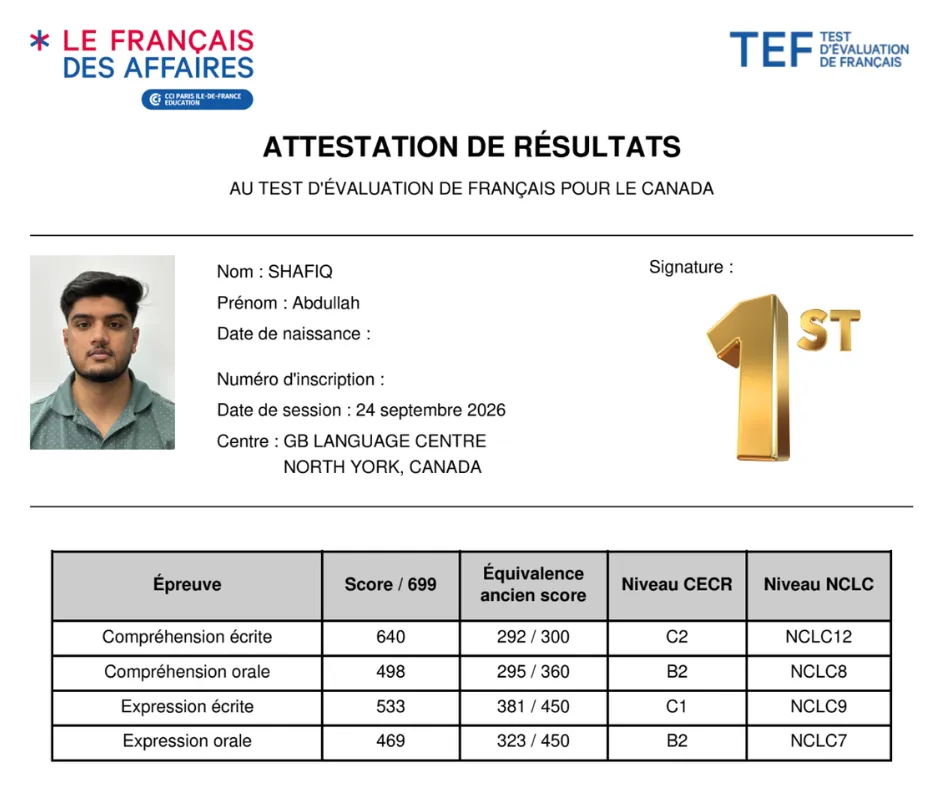 LE FRANÇAIS
DES AFFAIRES
CCI PARIS ILE-DE-FRANCE
EDUCATION
TEF TEST
D'ÉVALUATION
DE FRANÇAIS
ATTESTATION DE RÉSULTATS
AU TEST D'ÉVALUATION DE FRANÇAIS POUR LE CANADA
Nom : SHAFIQ
Prénom : Abdullah
Date de naissance :
Numéro d'inscription :
Date de session : 24 septembre 2026
Centre : GB LANGUAGE CENTRE
NORTH YORK, CANADA
Signature :
1ST
Épreuve Score / 699 Équivalence ancien score Niveau CECR Niveau NCLC
Compréhension écrite 640 292 / 300 C2 NCLC12
Compréhension orale 498 295 / 360 B2 NCLC8
Expression écrite 533 381 / 450 C1 NCLC9
Expression orale 469 323 / 450 B2 NCLC7